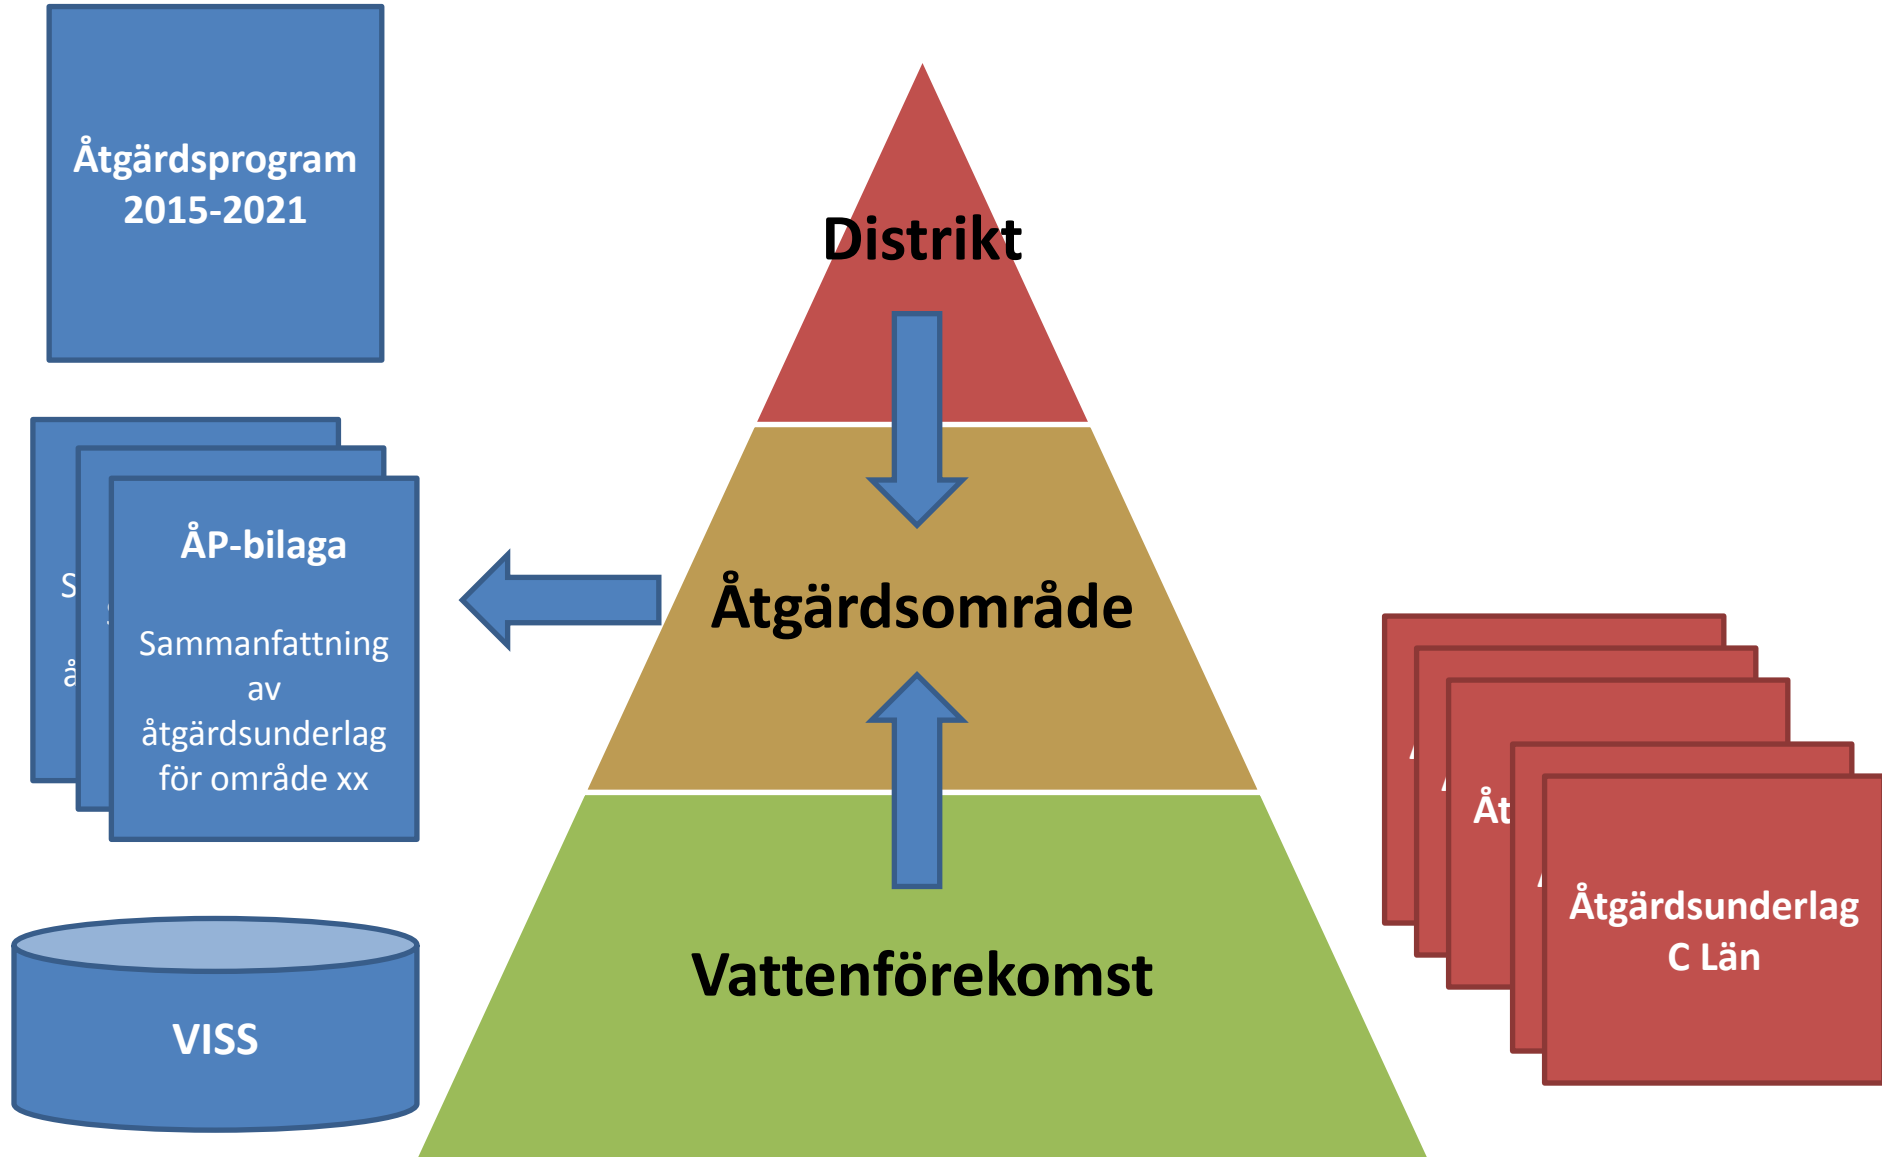 Åtgärdsprogram
2015-2021
Distrikt
ÅP-bilaga
Sammanfattning
av
åtgärdsunderlag
för område xx
Åtgärdsområde
Vattenförekomst
VISS
Åtgärdsunderlag
C Län